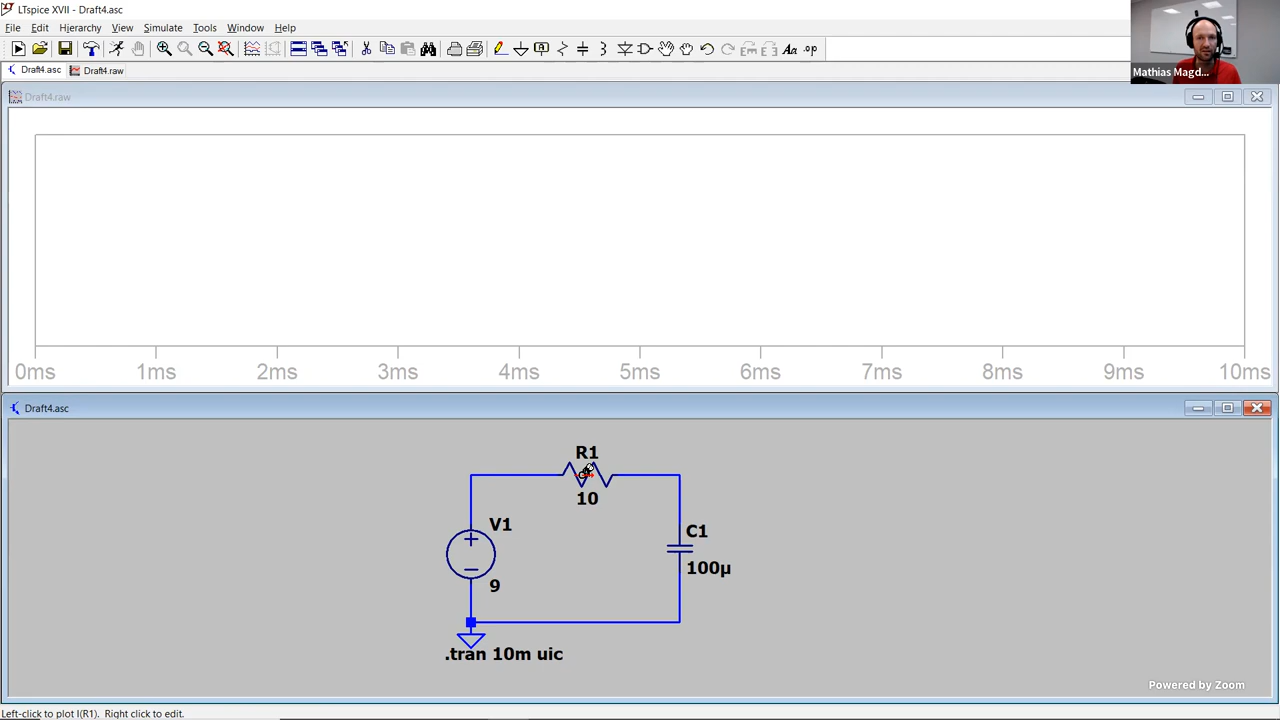 LTspice XVII - Draft4.asc
File Edit Hierarchy View Simulate Tools Window Help
Mathias Magd...
Draft4.asc Draft4.raw
Draft4.raw
0ms 1ms 2ms 3ms 4ms 5ms 6ms 7ms 8ms 9ms 10ms
Draft4.asc
R1
10
V1
9
C1
100µ
.tran 10m uic
Powered by Zoom
Left-click to plot I(R1). Right click to edit.